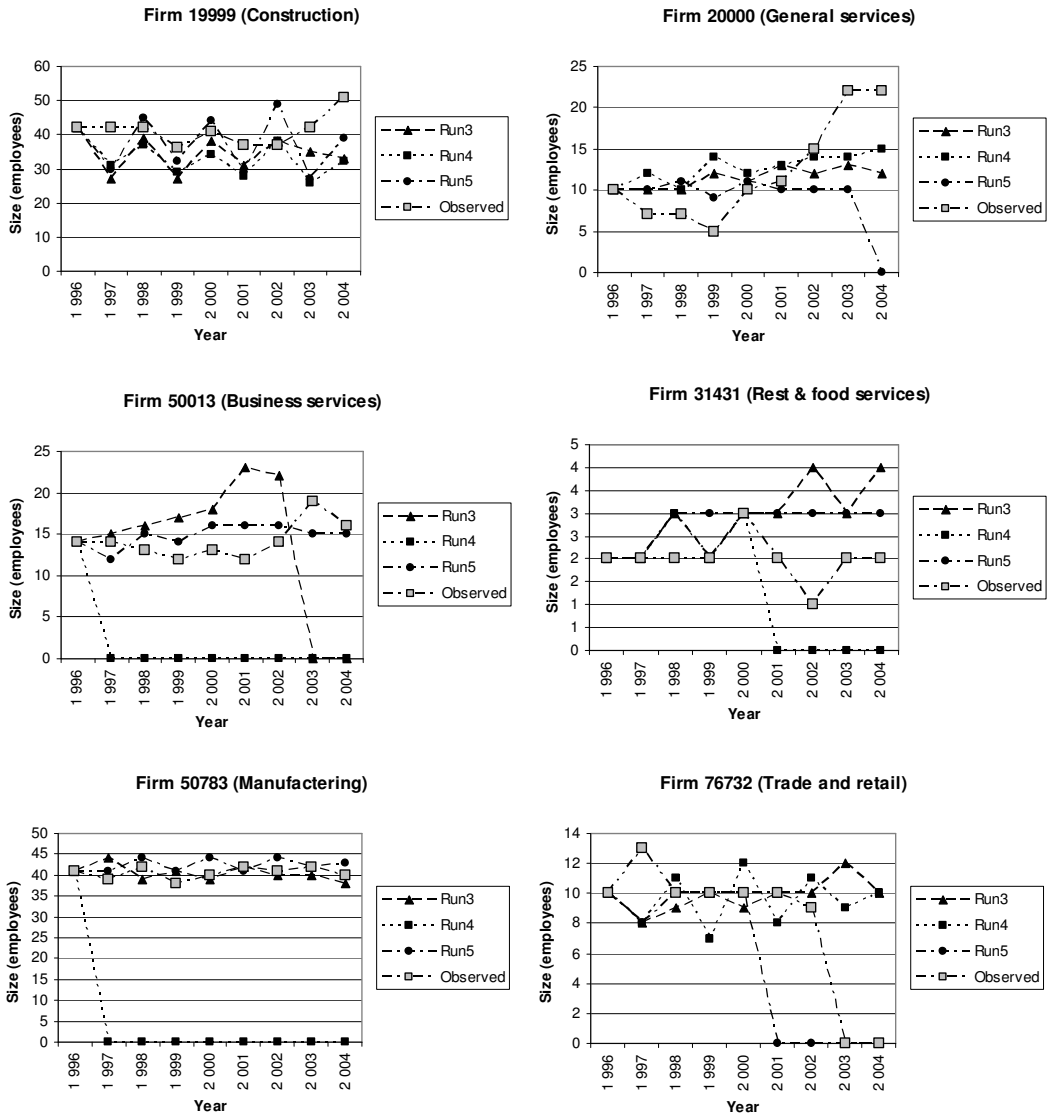 Firm 19999 (Construction)
60
50
40
30
20
10
0
Size (employees)
1 996
1 997
1 998
1 999
2 000
2 001
2 002
2 003
2 004
Year
Run3
Run4
Run5
Observed
Firm 20000 (General services)
25
20
15
10
5
0
Size (employees)
1 996
1 997
1 998
1 999
2 000
2 001
2 002
2 003
2 004
Year
Run3
Run4
Run5
Observed
Firm 50013 (Business services)
25
20
15
10
5
0
Size (employees)
1 996
1 997
1 998
1 999
2 000
2 001
2 002
2 003
2 004
Year
Run3
Run4
Run5
Observed
Firm 31431 (Rest & food services)
5
4
4
3
3
2
2
1
1
0
Size (employees)
1 996
1 997
1 998
1 999
2 000
2 001
2 002
2 003
2 004
Year
Run3
Run4
Run5
Observed
Firm 50783 (Manufactering)
50
45
40
35
30
25
20
15
10
5
0
Size (employees)
1 996
1 997
1 998
1 999
2 000
2 001
2 002
2 003
2 004
Year
Run3
Run4
Run5
Observed
Firm 76732 (Trade and retail)
14
12
10
8
6
4
2
0
Size (employees)
1 996
1 997
1 998
1 999
2 000
2 001
2 002
2 003
2 004
Year
Run3
Run4
Run5
Observed